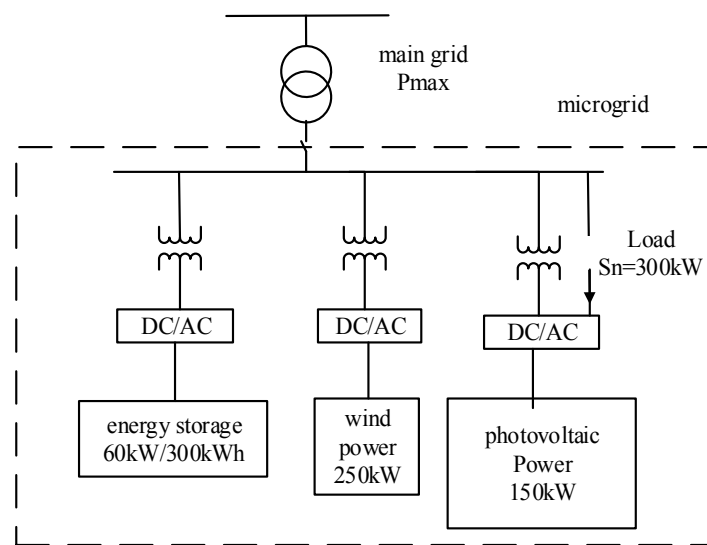 main grid
Pmax
microgrid
Load
Sn=300kW
DC/AC
DC/AC
DC/AC
energy storage
60kW/300kWh
wind
power
250kW
photovoltaic
Power
150kW